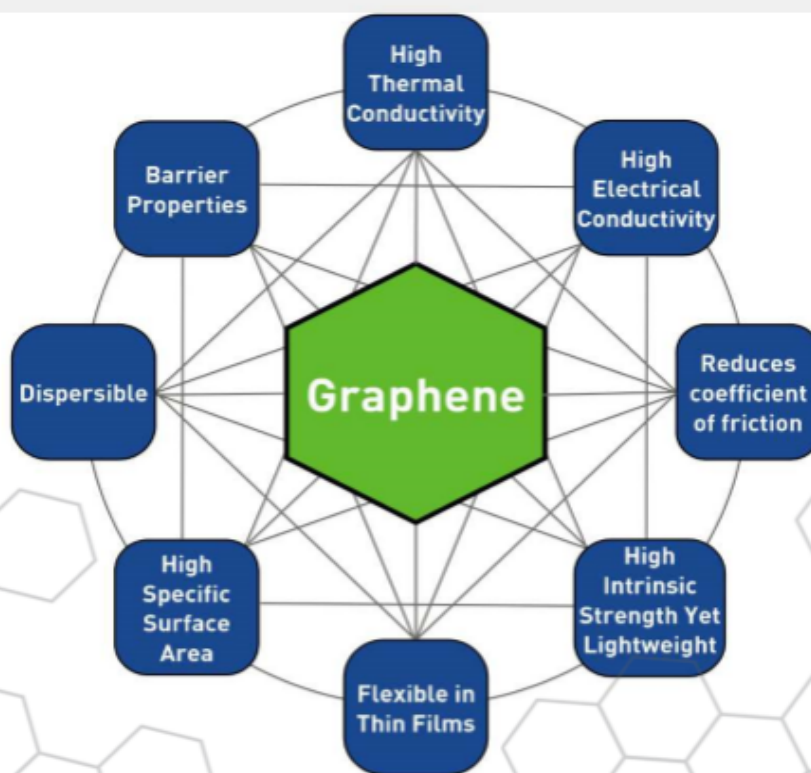 High
Thermal
Conductivity
High
Electrical
Conductivity
Barrier
Properties
Graphene
Dispersible
Reduces
coefficient
of friction
High
Specific
Surface
Area
High
Intrinsic
Strength Yet
Lightweight
Flexible in
Thin Films